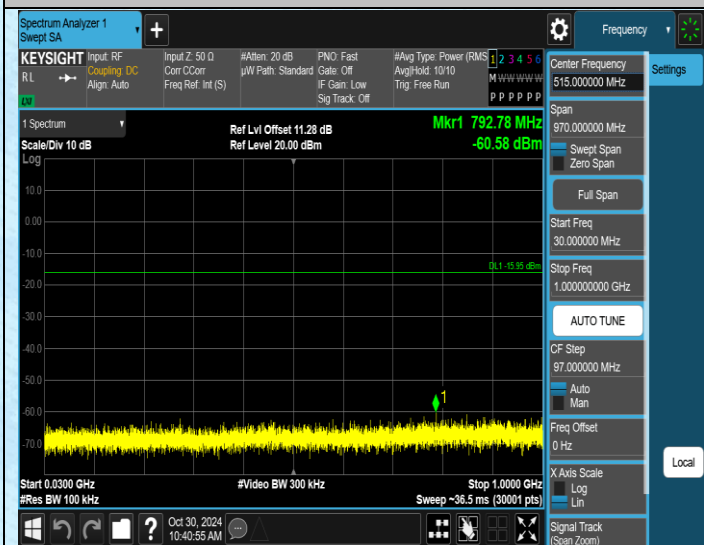 Spectrum Analyzer 1
Swept SA
+
Frequency
KEYSIGHT
RL
LXI
Input: RF
Coupling: DC
Align: Auto
Input Z: 50 Ω
Corr CCorr
Freq Ref: Int (S)
#Atten: 20 dB
µW Path: Standard
PNO: Fast
Gate: Off
IF Gain: Low
Sig Track: Off
#Avg Type: Power (RMS
Avg|Hold: 10/10
Trig: Free Run
1 2 3 4 5 6
M W W W W W
P P P P P P
1 Spectrum
Scale/Div 10 dB
Log
Ref Lvl Offset 11.28 dB
Ref Level 20.00 dBm
Mkr1 792.78 MHz
-60.58 dBm
10.0
0.00
-10.0
DL1 -15.95 dBm
-20.0
-30.0
-40.0
-50.0
1
-60.0
-70.0
Start 0.0300 GHz
#Res BW 100 kHz
#Video BW 300 kHz
Stop 1.0000 GHz
Sweep ~36.5 ms (30001 pts)
?
Oct 30, 2024
10:40:55 AM
Center Frequency
515.000000 MHz
Span
970.000000 MHz
Swept Span
Zero Span
Full Span
Start Freq
30.000000 MHz
Stop Freq
1.000000000 GHz
AUTO TUNE
CF Step
97.000000 MHz
Auto
Man
Freq Offset
0 Hz
X Axis Scale
Log
Lin
Signal Track
(Span Zoom)
Settings
Local